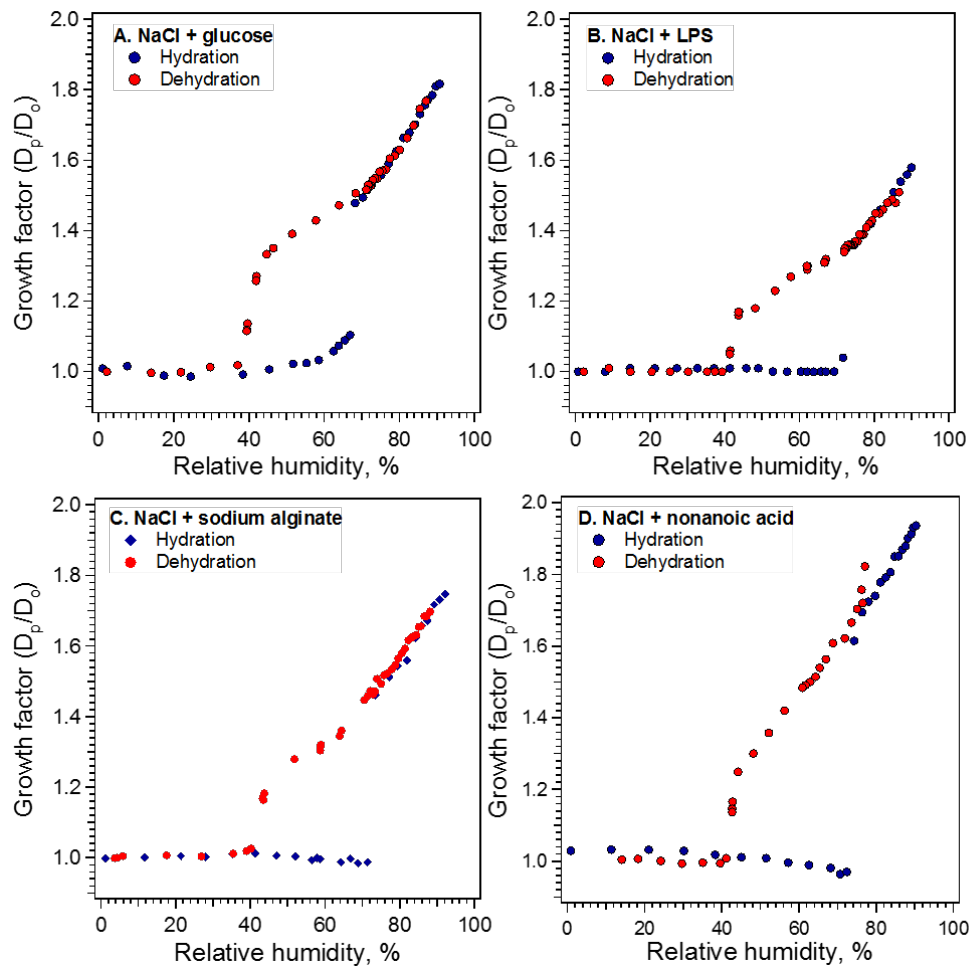 A. NaCl + glucose
Hydration
Dehydration
2.0
1.8
1.6
1.4
1.2
1.0
Growth factor (Dp/Do)
0 20 40 60 80 100
Relative humidity, %
B. NaCl + LPS
Hydration
Dehydration
2.0
1.8
1.6
1.4
1.2
1.0
Growth factor (Dp/Do)
0 20 40 60 80 100
Relative humidity, %
C. NaCl + sodium alginate
Hydration
Dehydration
2.0
1.8
1.6
1.4
1.2
1.0
Growth factor (Dp/Do)
0 20 40 60 80 100
Relative humidity, %
D. NaCl + nonanoic acid
Hydration
Dehydration
2.0
1.8
1.6
1.4
1.2
1.0
Growth factor (Dp/Do)
0 20 40 60 80 100
Relative humidity, %